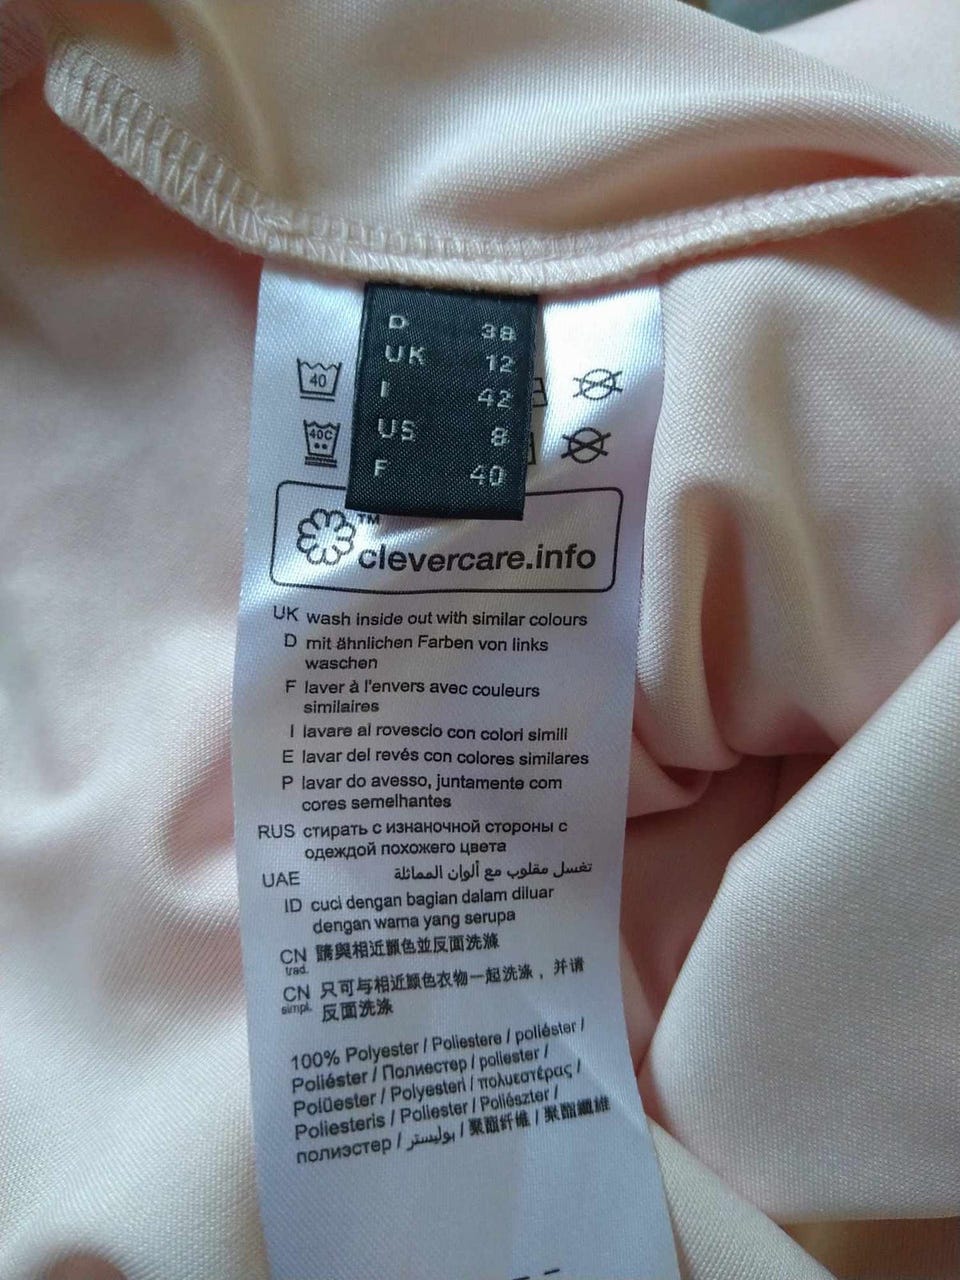 D 38
UK 12
I 42
US 8
F 40
40
40C
TM
clevercare.info
UK wash inside out with similar colours
D mit ähnlichen Farben von links
waschen
F laver à l'envers avec couleurs
similaires
I lavare al rovescio con colori simili
E lavar del revés con colores similares
P lavar do avesso, juntamente com
cores semelhantes
RUS стирать с изнаночной стороны с
одеждой похожего цвета
UAE تغسل مقلوب مع ألوان المماثلة
ID cuci dengan bagian dalam diluar
dengan warna yang serupa
CN trad. 請與相近顏色並反面洗滌
CN simpl. 只可与相近颜色衣物一起洗涤，并请
反面洗涤
100% Polyester / Poliestere / poliéster /
Poliéster / Полиестер / poliester /
Polüester / Polyesteri / πολυεστέρας /
Poliesteris / Poliester / Poliészter /
полиэстер / بوليستر / 聚酯纤维 / 聚酯纖維